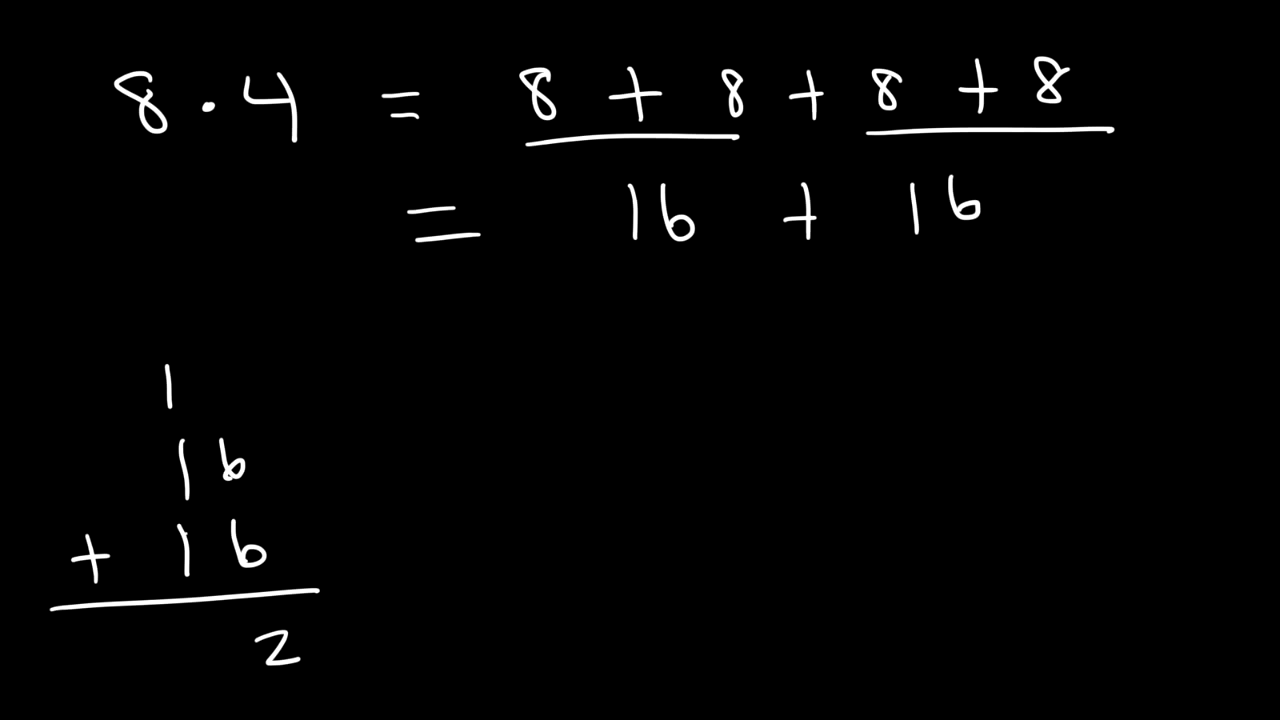 8 · 4 = 8 + 8 + 8 + 8
= 16 + 16
1
16
+ 16
2